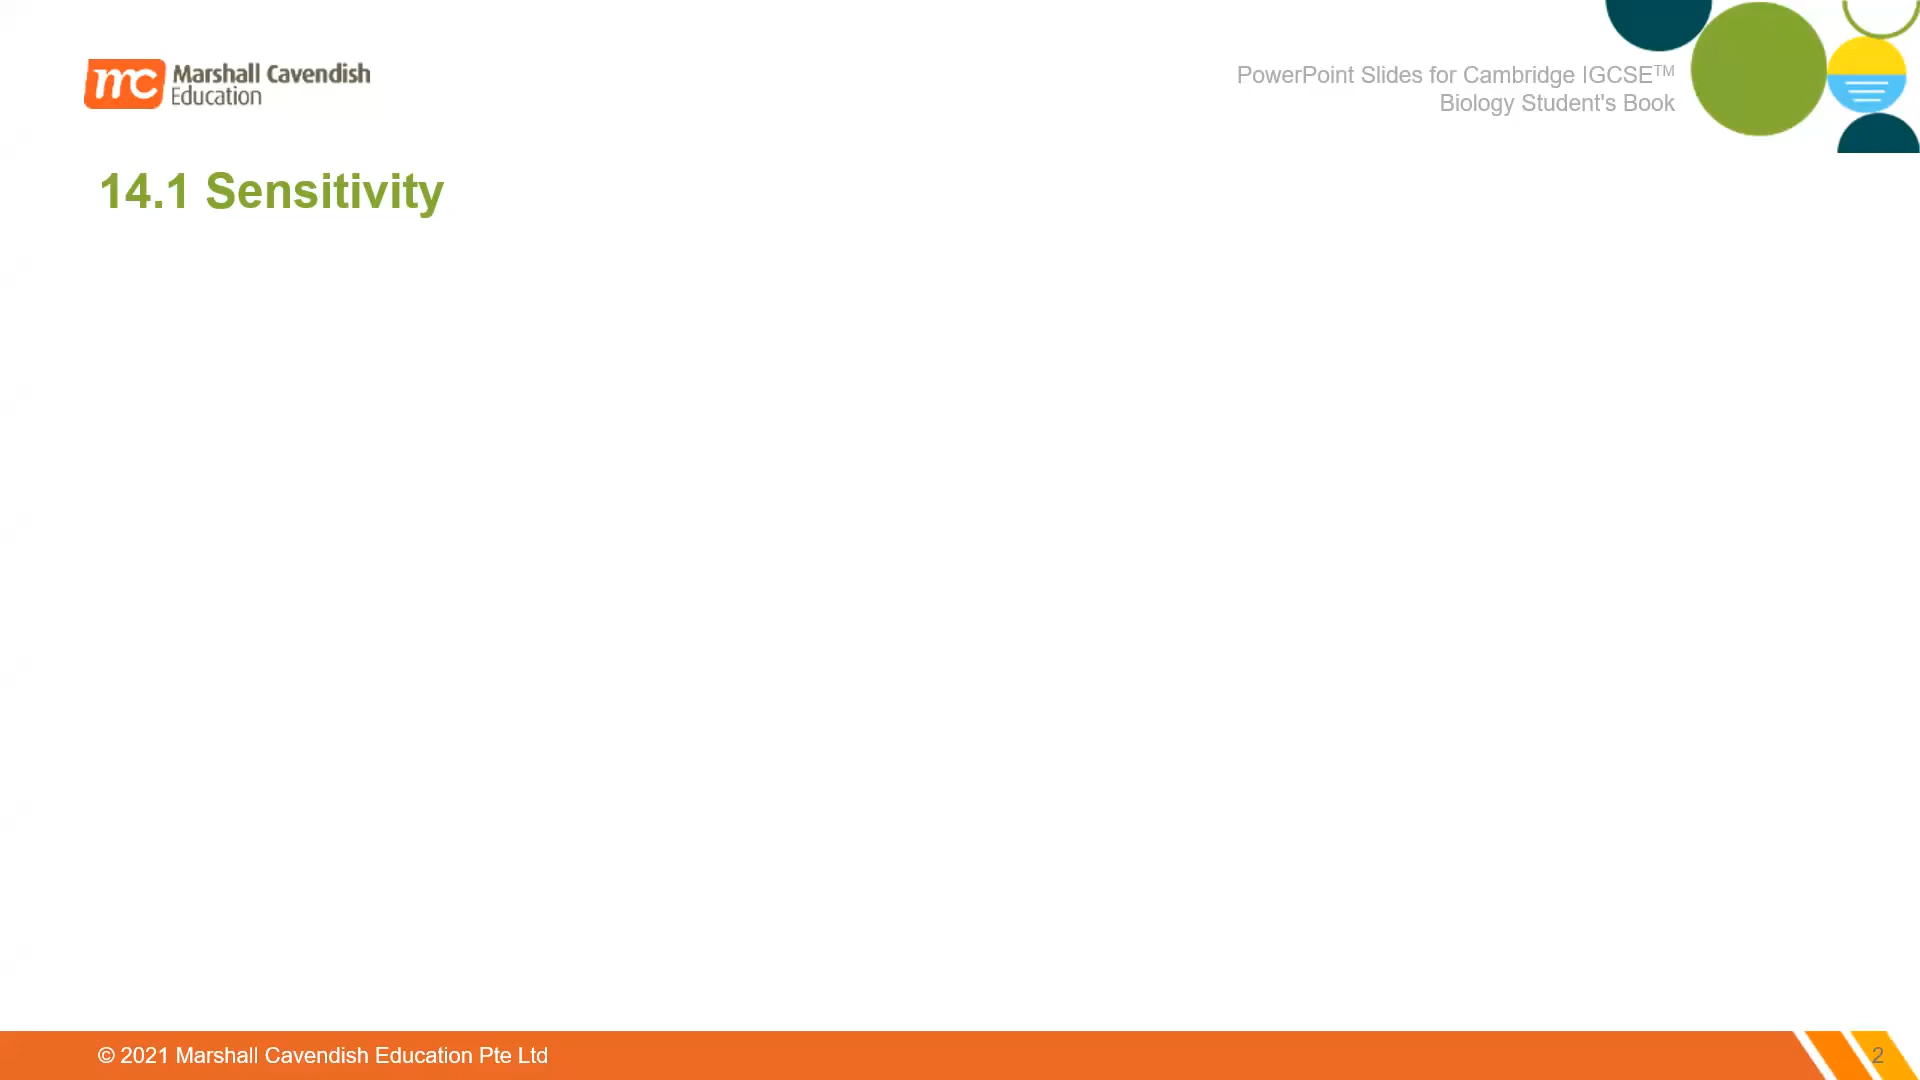 mc Marshall Cavendish
Education
PowerPoint Slides for Cambridge IGCSE™
Biology Student's Book
14.1 Sensitivity
© 2021 Marshall Cavendish Education Pte Ltd
2